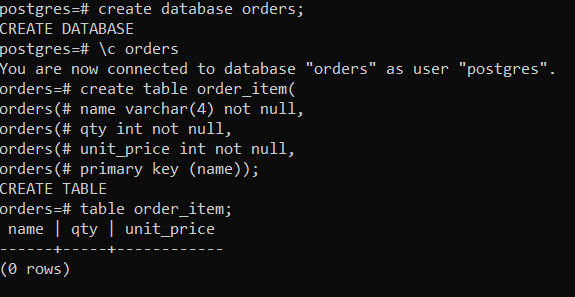 postgres=# create database orders;
CREATE DATABASE
postgres=# \c orders
You are now connected to database "orders" as user "postgres".
orders=# create table order_item(
orders(# name varchar(4) not null,
orders(# qty int not null,
orders(# unit_price int not null,
orders(# primary key (name));
CREATE TABLE
orders=# table order_item;
 name | qty | unit_price
------+-----+------------
(0 rows)